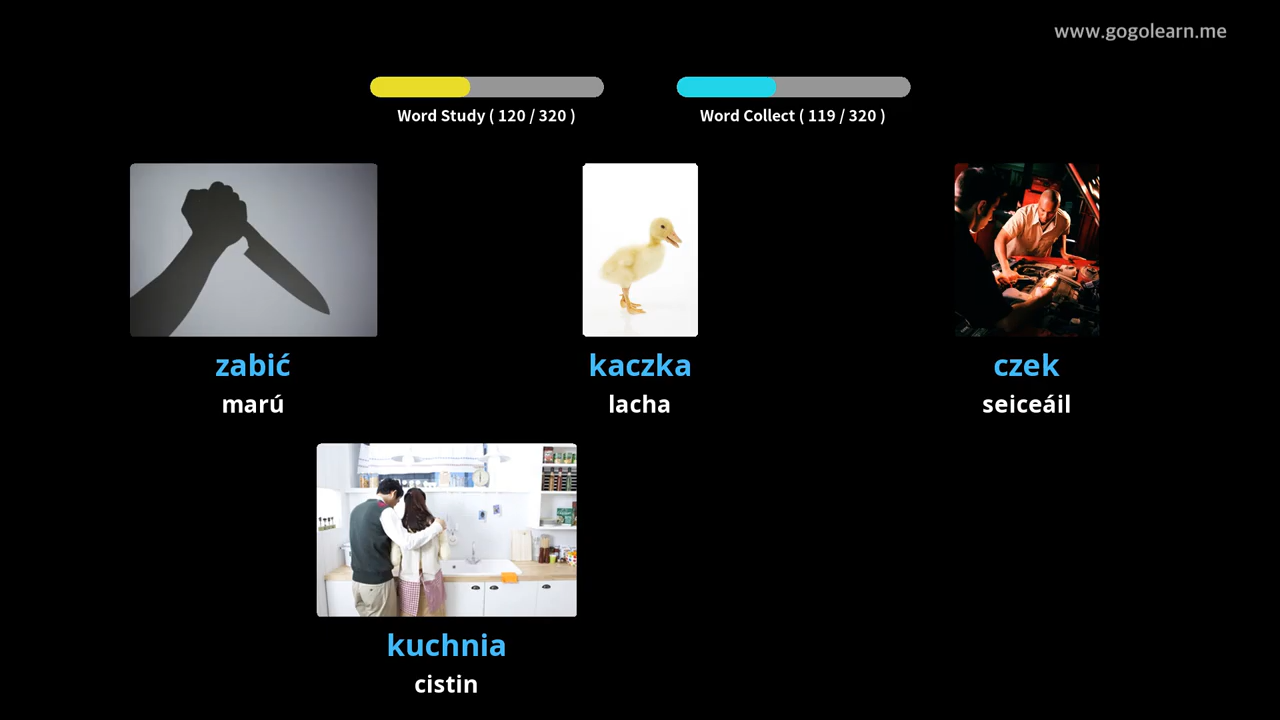 www.gogolearn.me
Word Study ( 120 / 320 )
Word Collect ( 119 / 320 )
zabić
kaczka
czek
marú
lacha
seiceáil
kuchnia
cistin